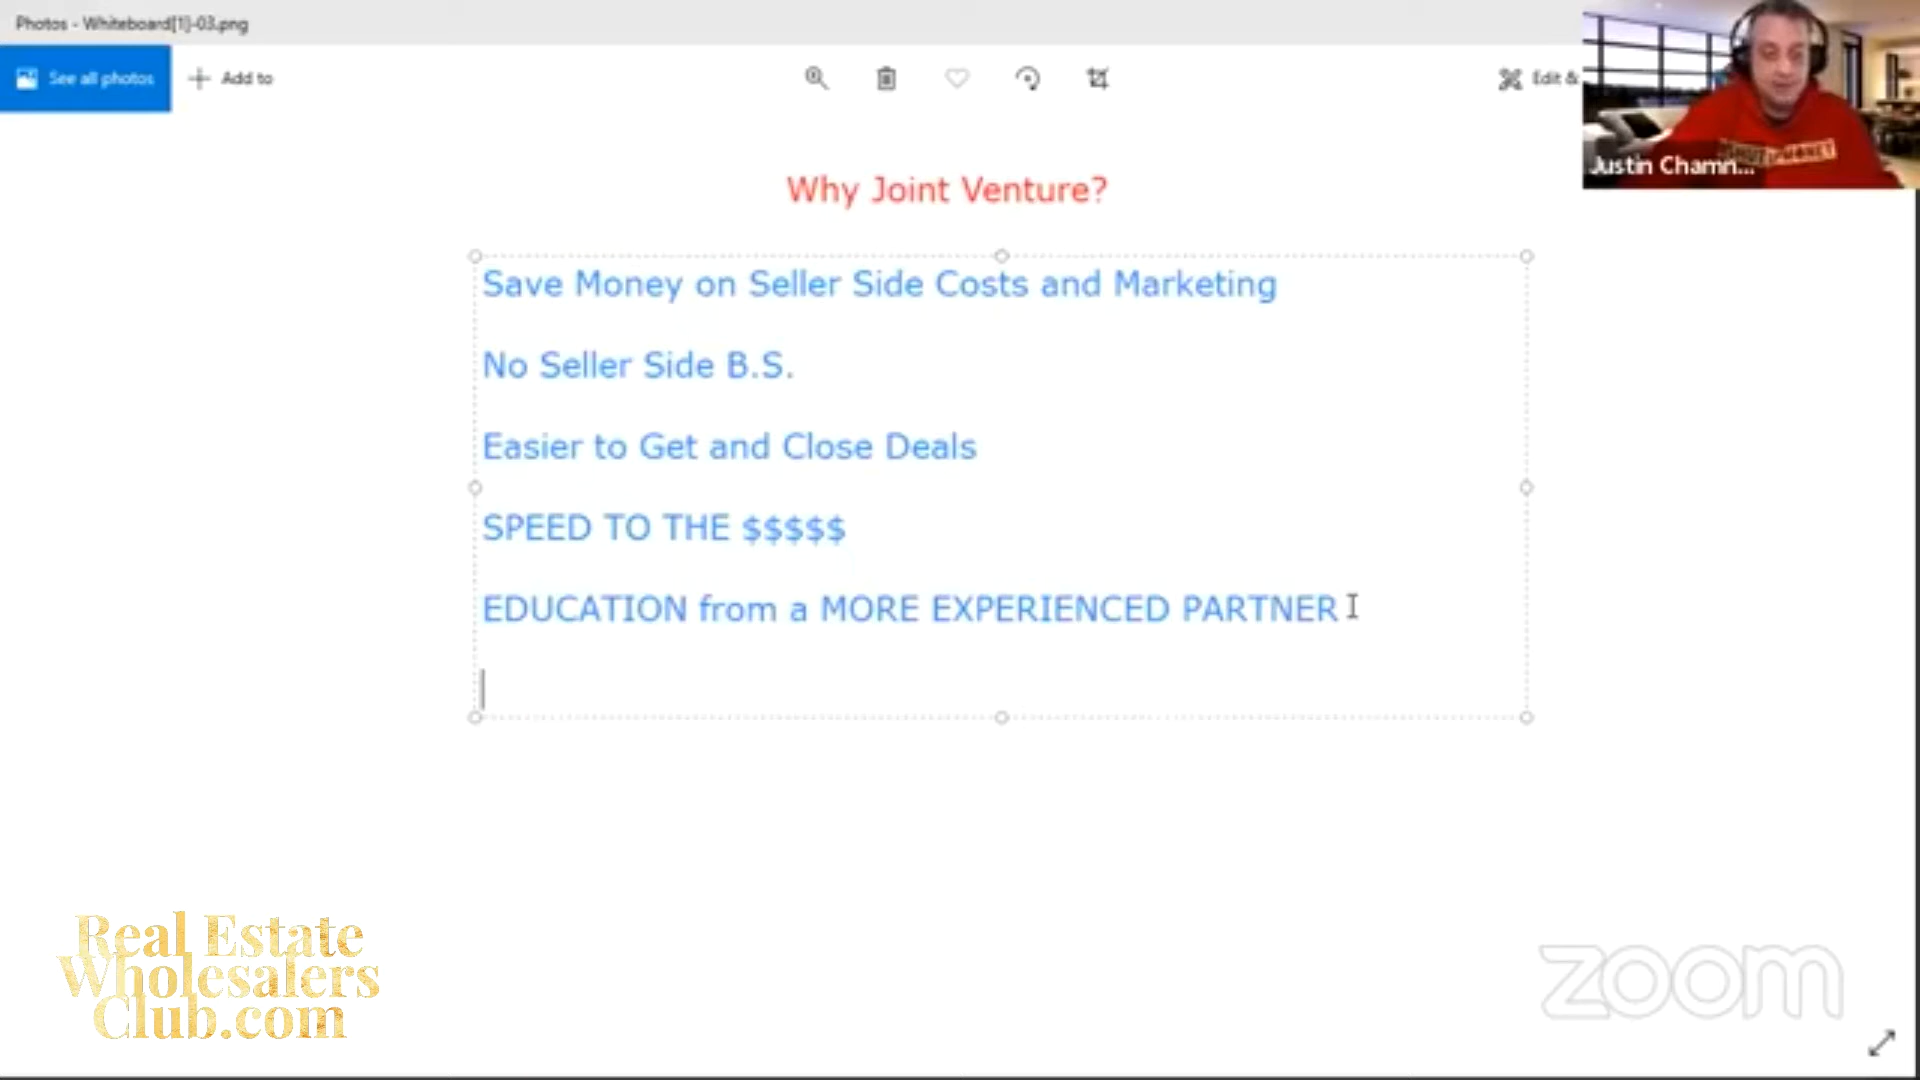 Photos - Whiteboard[1]-03.png
See all photos
Add to
Edit &
Justin Chamn...
Why Joint Venture?
Save Money on Seller Side Costs and Marketing
No Seller Side B.S.
Easier to Get and Close Deals
SPEED TO THE $$$$$
EDUCATION from a MORE EXPERIENCED PARTNER
Real Estate
Wholesalers
Club.com
zoom